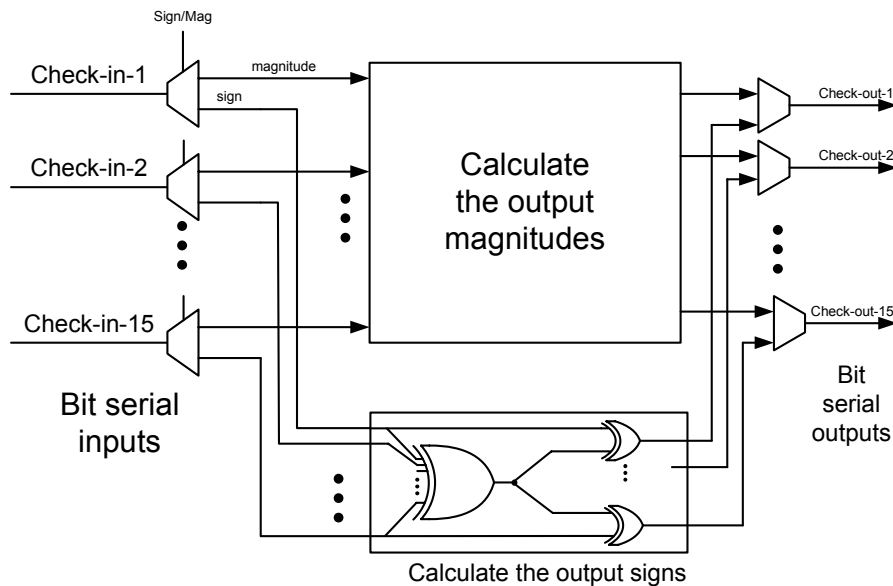 Sign/Mag
Check-in-1
magnitude
sign
Check-out-1
Check-in-2
Check-out-2
Calculate
the output
magnitudes
Check-in-15
Check-out-15
Bit serial
inputs
Bit
serial
outputs
Calculate the output signs